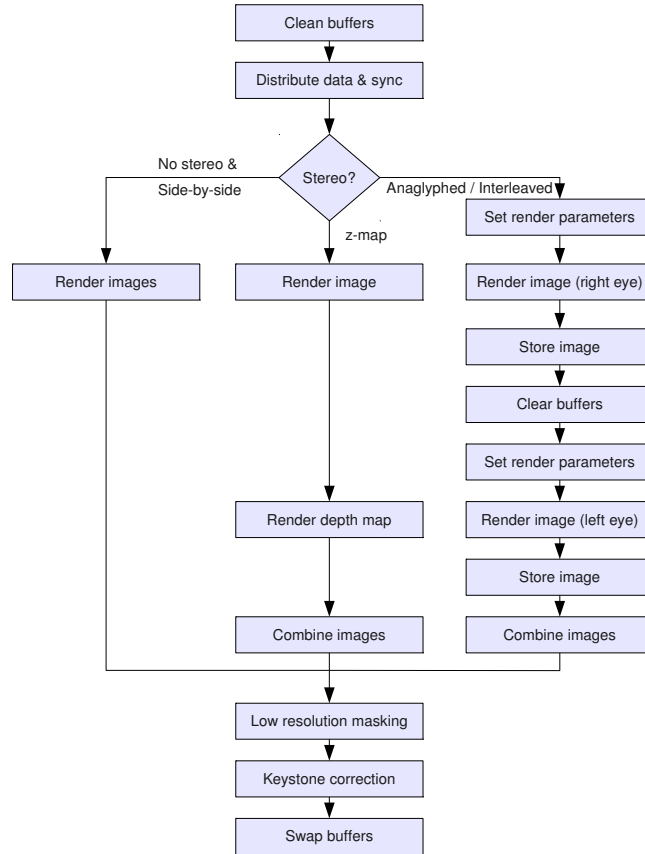 Clean buffers
Distribute data & sync
Stereo?
No stereo &
Side-by-side
Anaglyphed / Interleaved
z-map
Render images
Render image
Set render parameters
Render image (right eye)
Store image
Clear buffers
Set render parameters
Render depth map
Render image (left eye)
Store image
Combine images
Combine images
Low resolution masking
Keystone correction
Swap buffers